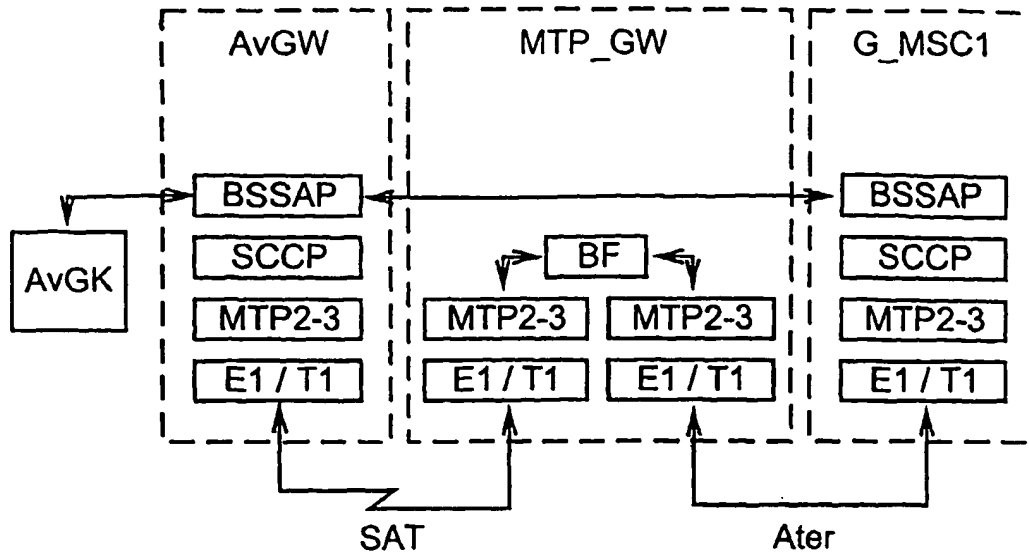 AvGW MTP_GW G_MSC1
BSSAP BSSAP
AvGK SCCP BF SCCP
MTP2-3 MTP2-3 MTP2-3 MTP2-3
E1 / T1 E1 / T1 E1 / T1 E1 / T1
SAT Ater